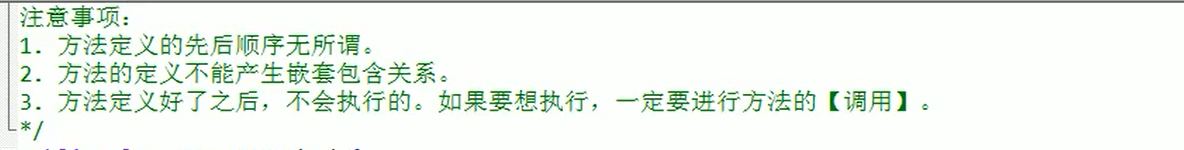 注意事项：
1. 方法定义的先后顺序无所谓。
2. 方法的定义不能产生嵌套包含关系。
3. 方法定义好了之后，不会执行的。如果要想执行，一定要进行方法的【调用】。
*/